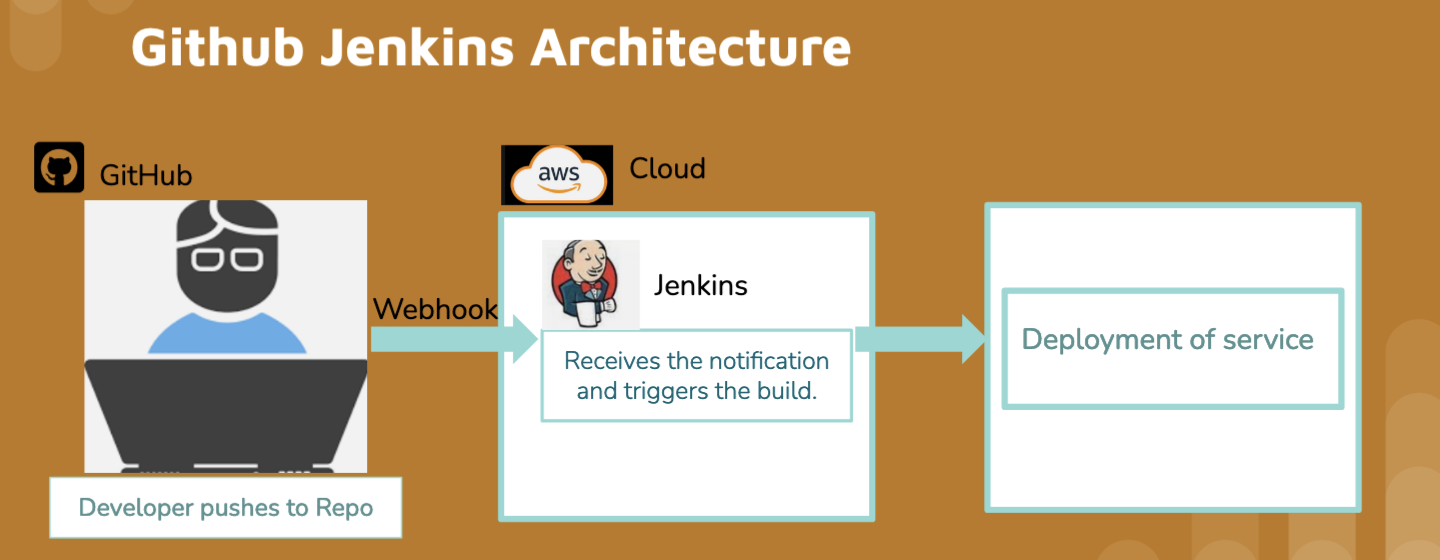 Github Jenkins Architecture
GitHub
aws
Cloud
Jenkins
Webhook
Receives the notification
and triggers the build.
Deployment of service
Developer pushes to Repo